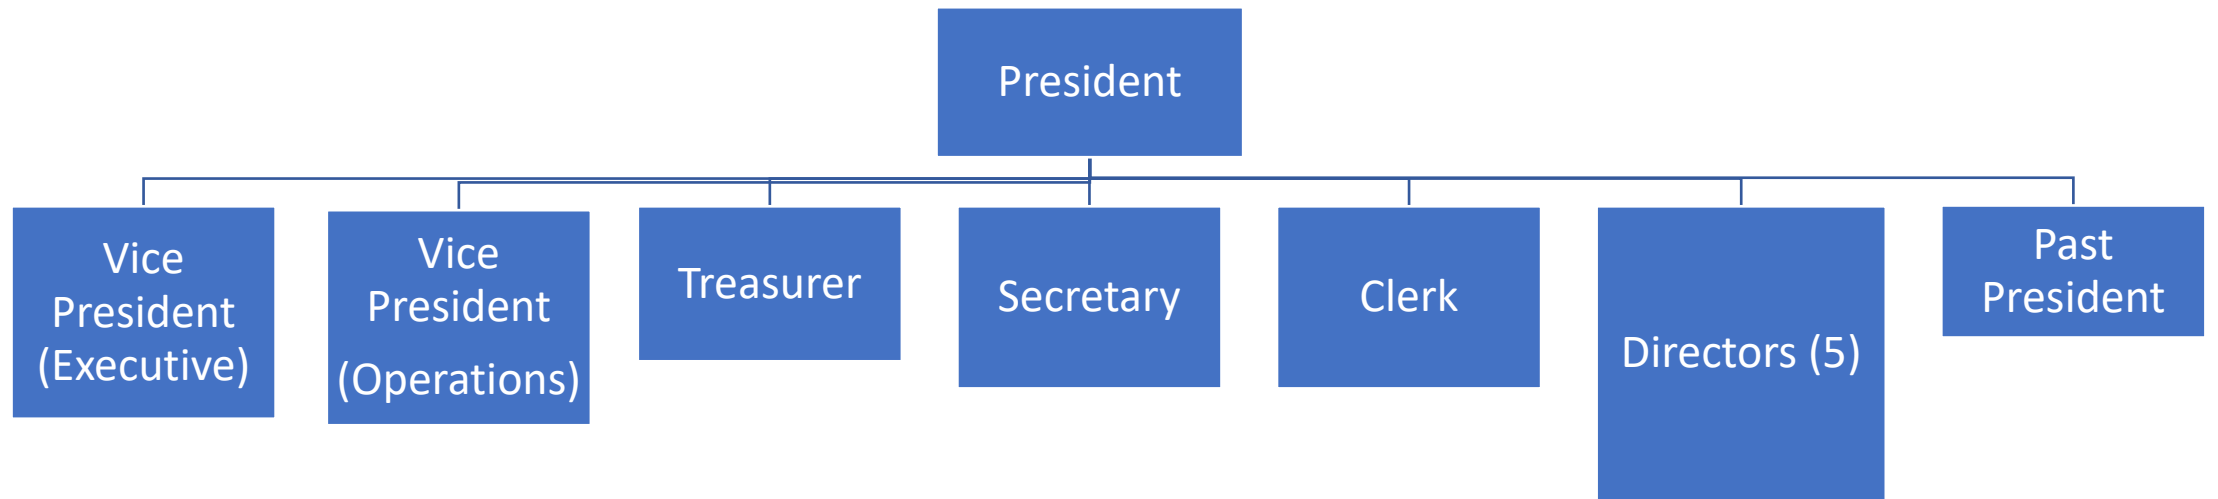 President
Vice
President
(Executive)
Vice
President
(Operations)
Treasurer
Secretary
Clerk
Directors (5)
Past
President